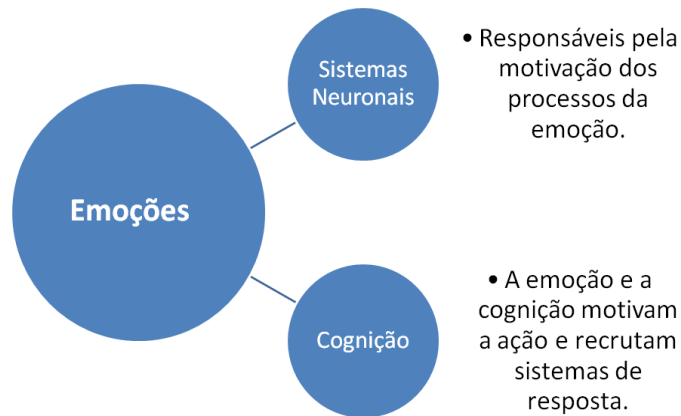 Sistemas
Neuronais
• Responsáveis pela
motivação dos
processos da
emoção.
Emoções
Cognição
• A emoção e a
cognição motivam
a ação e recrutam
sistemas de
resposta.